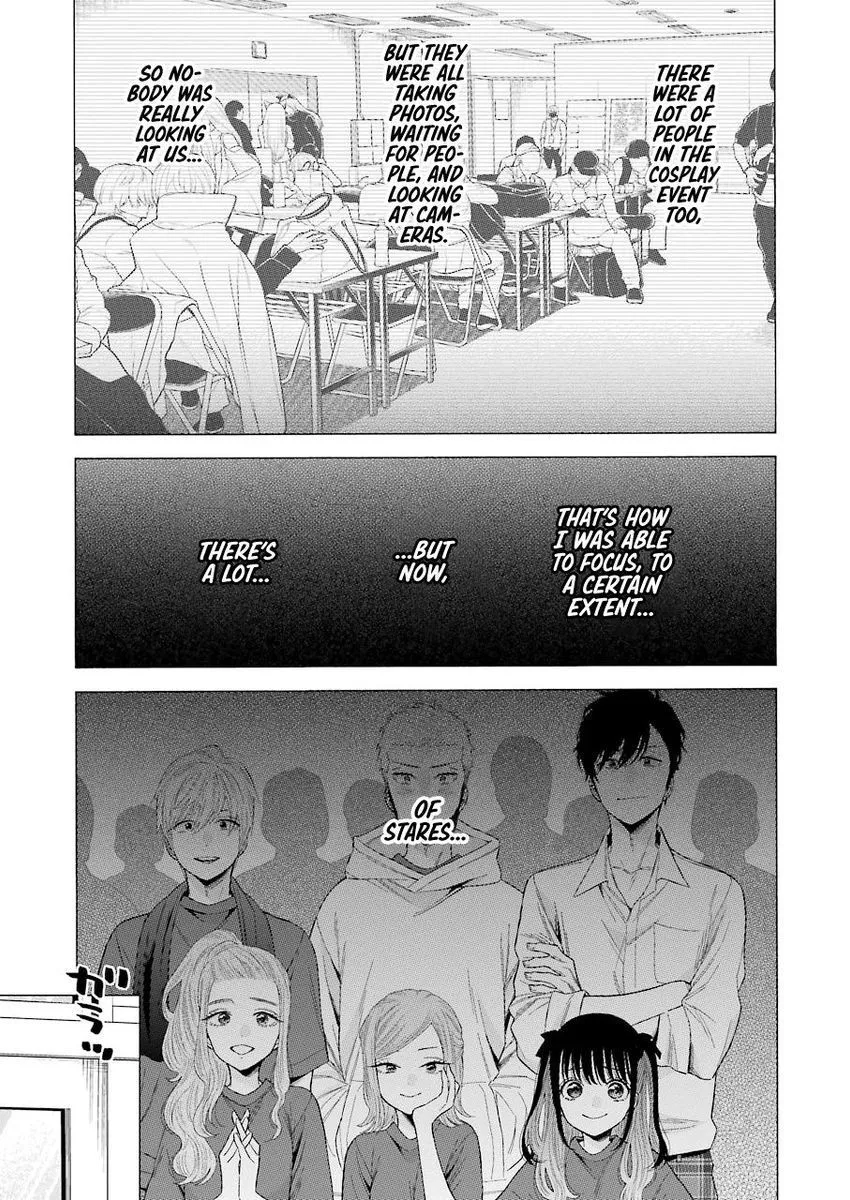 THERE
WERE A
LOT OF
PEOPLE
IN THE
COSPLAY
EVENT
TOO,
BUT THEY
WERE ALL
TAKING
PHOTOS,
WAITING
FOR PEO-
PLE, AND
LOOKING
AT CAM-
ERAS.
SO NO-
BODY WAS
REALLY
LOOKING
AT US...
THAT'S HOW
I WAS ABLE
TO FOCUS, TO
A CERTAIN
EXTENT...
...BUT
NOW,
THERE'S
A LOT...
OF
STARES...
ガ